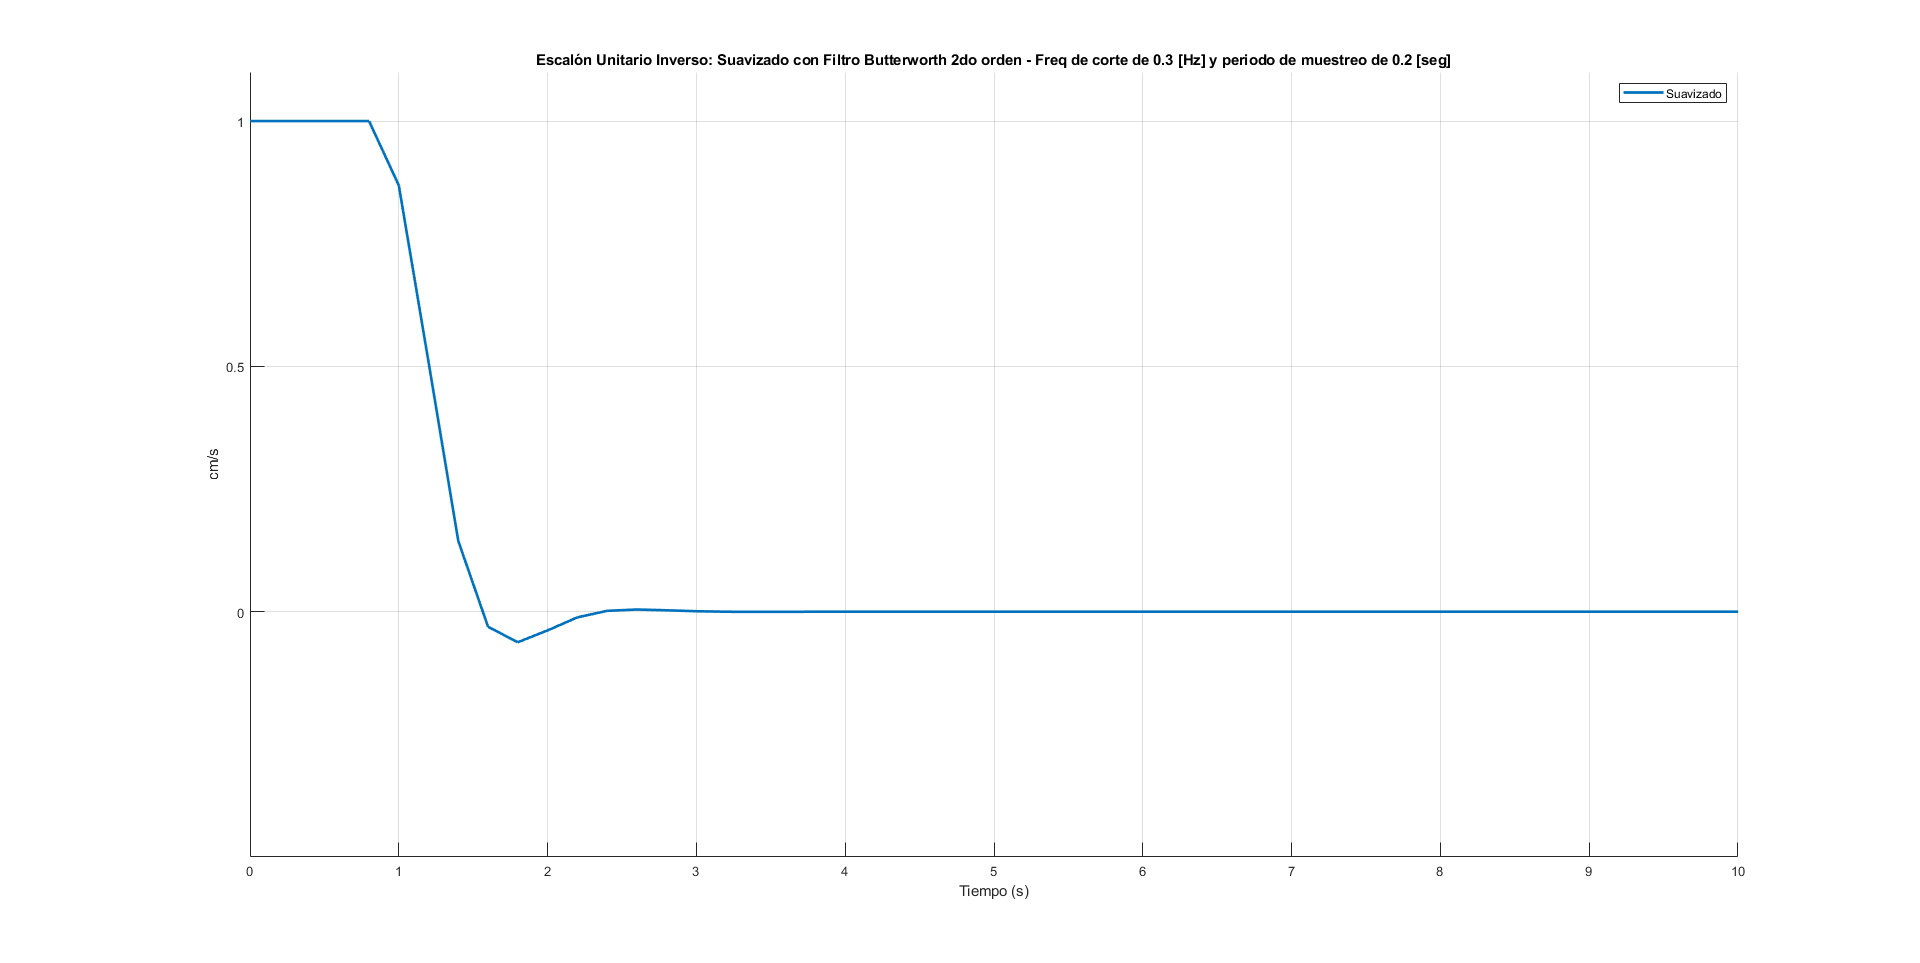 Escalón Unitario Inverso: Suavizado con Filtro Butterworth 2do orden - Freq de corte de 0.3 [Hz] y periodo de muestreo de 0.2 [seg]
Suavizado
1
0.5
0
cm/s
0 1 2 3 4 5 6 7 8 9 10
Tiempo (s)